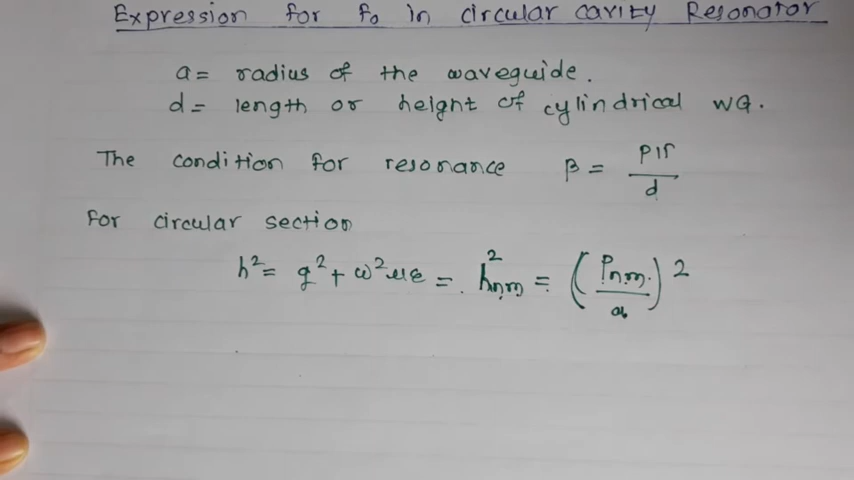 Expression for fo in circular cavity Resonator
a = radius of the waveguide.
d = length or height of cylindrical WG.
The condition for resonance β = pπ/d
For circular section
h² = g² + ω²με = h²nm = (Pnm/a)²